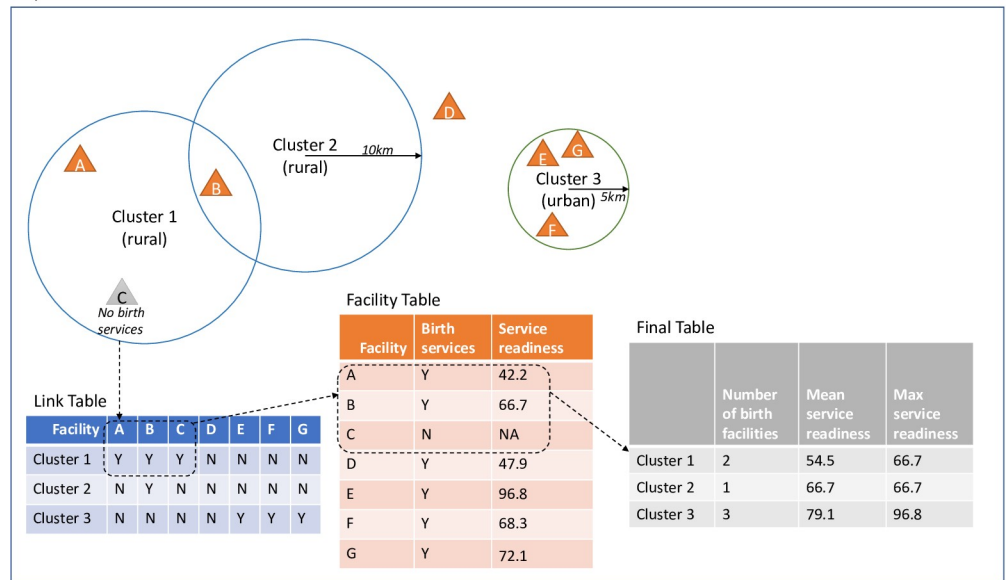 D
Cluster 2
(rural)
10km
A
B
E
G
Cluster 3
(urban)
5km
F
Cluster 1
(rural)
C
No birth
services
Facility Table
Facility Birth services Service readiness
A Y 42.2
B Y 66.7
C N NA
D Y 47.9
E Y 96.8
F Y 68.3
G Y 72.1
Link Table
Facility A B C D E F G
Cluster 1 Y Y Y N N N N
Cluster 2 N Y N N N N N
Cluster 3 N N N N Y Y Y
Final Table
Number of birth facilities Mean service readiness Max service readiness
Cluster 1 2 54.5 66.7
Cluster 2 1 66.7 66.7
Cluster 3 3 79.1 96.8